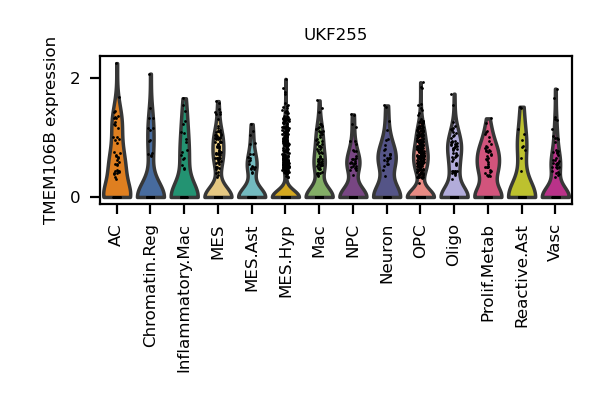 UKF255
TMEM106B expression
2
0
AC
Chromatin.Reg
Inflammatory.Mac
MES
MES.Ast
MES.Hyp
Mac
NPC
Neuron
OPC
Oligo
Prolif.Metab
Reactive.Ast
Vasc